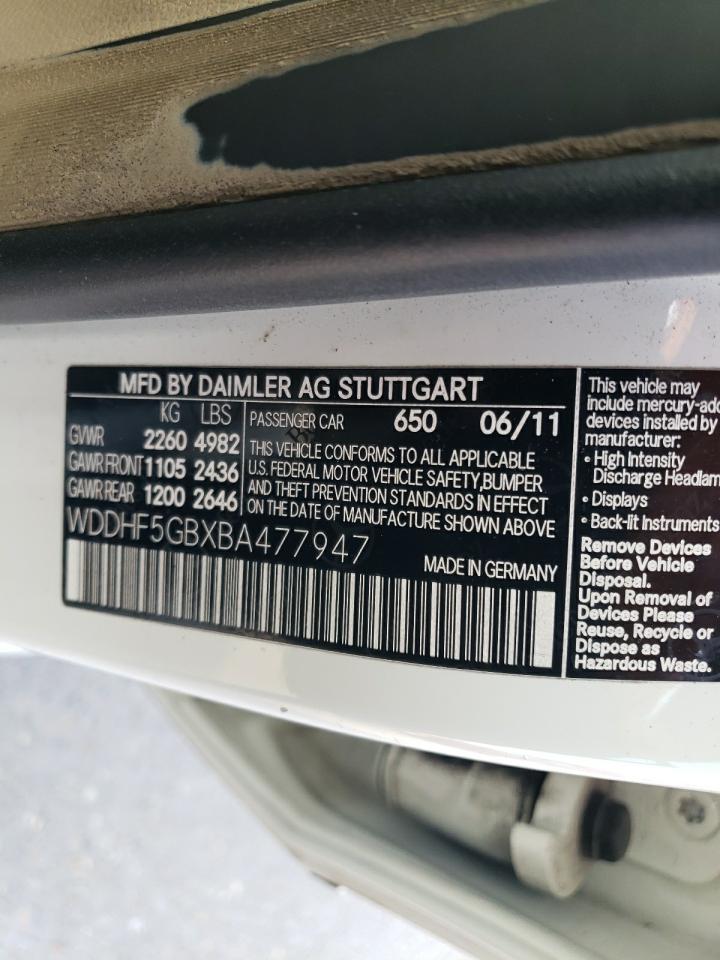 MFD BY DAIMLER AG STUTTGART
KG LBS
GVWR 2260 4982
GAWR FRONT 1105 2436
GAWR REAR 1200 2646
PASSENGER CAR 650 06/11
THIS VEHICLE CONFORMS TO ALL APPLICABLE
U.S. FEDERAL MOTOR VEHICLE SAFETY,BUMPER
AND THEFT PREVENTION STANDARDS IN EFFECT
ON THE DATE OF MANUFACTURE SHOWN ABOVE
WDDHF5GBXBA477947
MADE IN GERMANY
This vehicle may
include mercury-add
devices installed by
manufacturer:
• High Intensity
Discharge Headlam
• Displays
• Back-lit Instruments
Remove Devices
Before Vehicle
Disposal.
Upon Removal of
Devices Please
Reuse, Recycle or
Dispose as
Hazardous Waste.